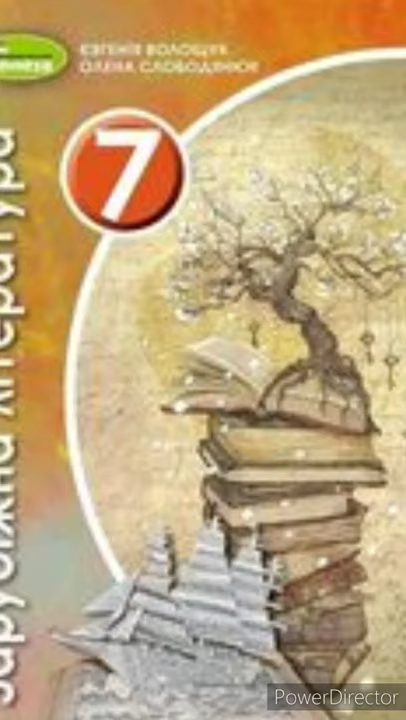 ЄВГЕНІЯ ВОЛОЩУК
ОЛЕНА СЛОБОДЯНЮК
7
зарубіжна література
PowerDirector